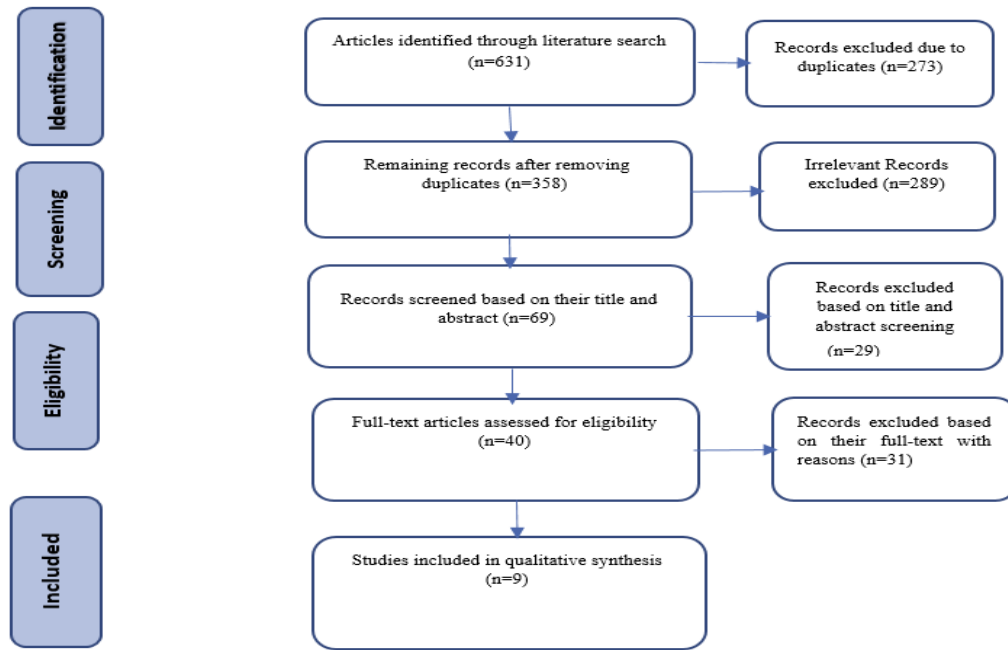 Identification
Articles identified through literature search
(n=631)
Records excluded due to
duplicates (n=273)
Screening
Remaining records after removing
duplicates (n=358)
Irrelevant Records
excluded (n=289)
Records screened based on their title and
abstract (n=69)
Records excluded
based on title and
abstract screening
(n=29)
Eligibility
Full-text articles assessed for eligibility
(n=40)
Records excluded based
on their full-text with
reasons (n=31)
Included
Studies included in qualitative synthesis
(n=9)